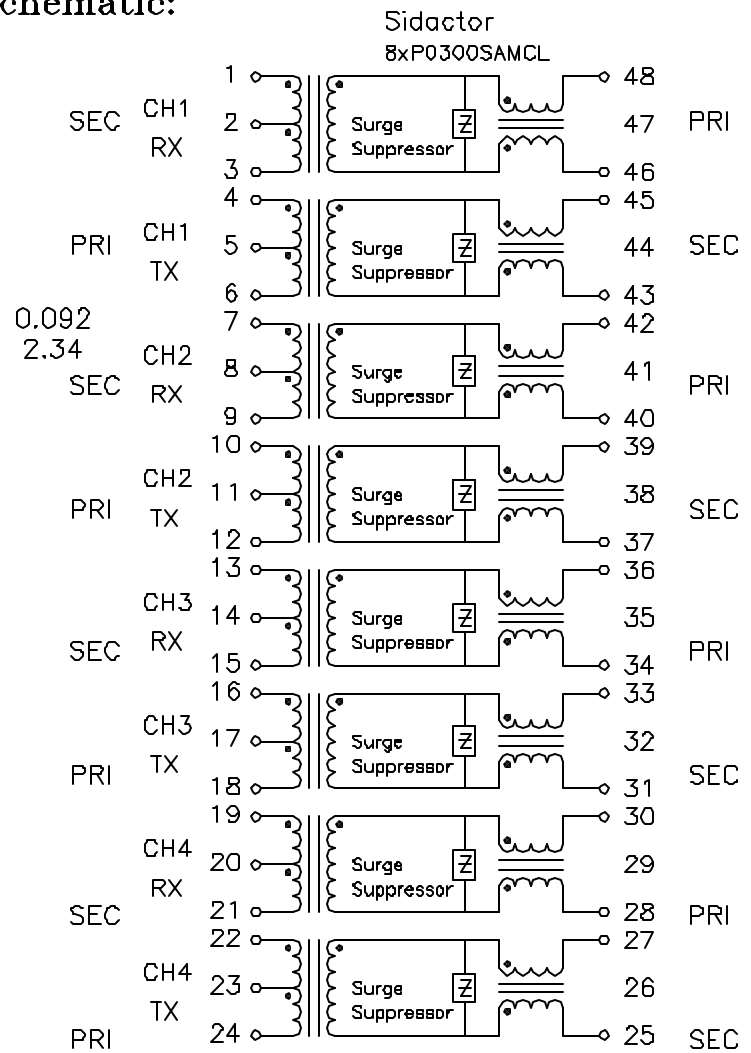 chematic:
Sidactor
8xP0300SAMCL
1 48
SEC CH1 2 Surge Z 47 PRI
RX Suppressor
3 46
4 45
PRI CH1 5 Surge Z 44 SEC
TX Suppressor
6 43
0.092 7 42
2.34 CH2 8 Surge Z 41
SEC RX Suppressor PRI
9 40
10 39
CH2 11 Surge Z 38
PRI TX Suppressor SEC
12 37
13 36
CH3 14 Surge Z 35
SEC RX Suppressor PRI
15 34
16 33
CH3 17 Surge Z 32
PRI TX Suppressor SEC
18 31
19 30
CH4 20 Surge Z 29
RX Suppressor
SEC 21 28 PRI
22 27
CH4 23 Surge Z 26
TX Suppressor
PRI 24 25 SEC